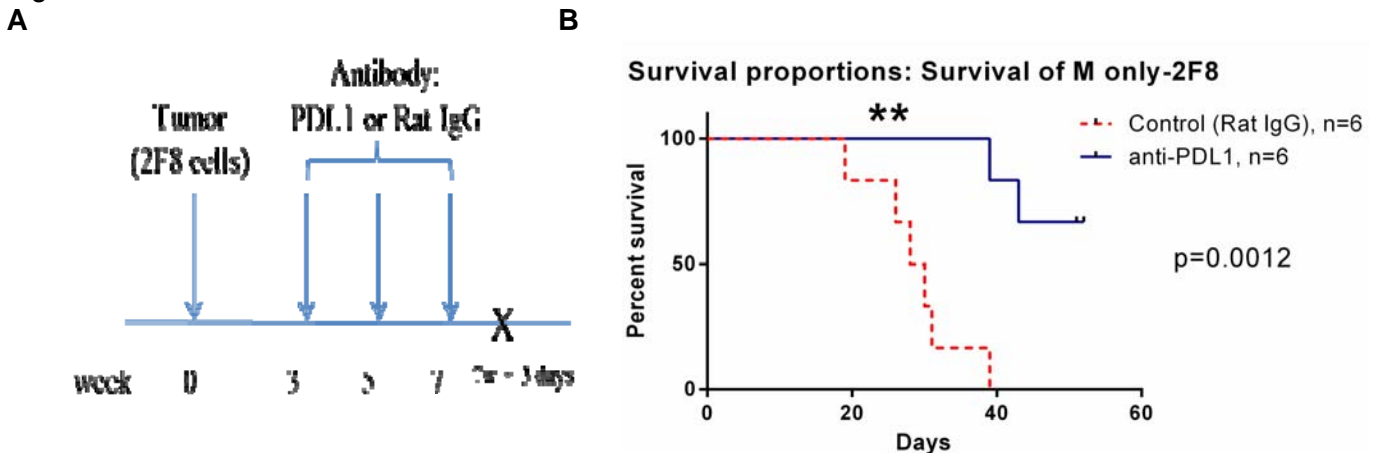 A
B
Antibody:
PDL1 or Rat IgG
Tumor
(2F8 cells)
week 0 3 5 7 days
Survival proportions: Survival of M only-2F8
**
Control (Rat IgG), n=6
anti-PDL1, n=6
p=0.0012
Percent survival
100
50
0
0 20 40 60
Days